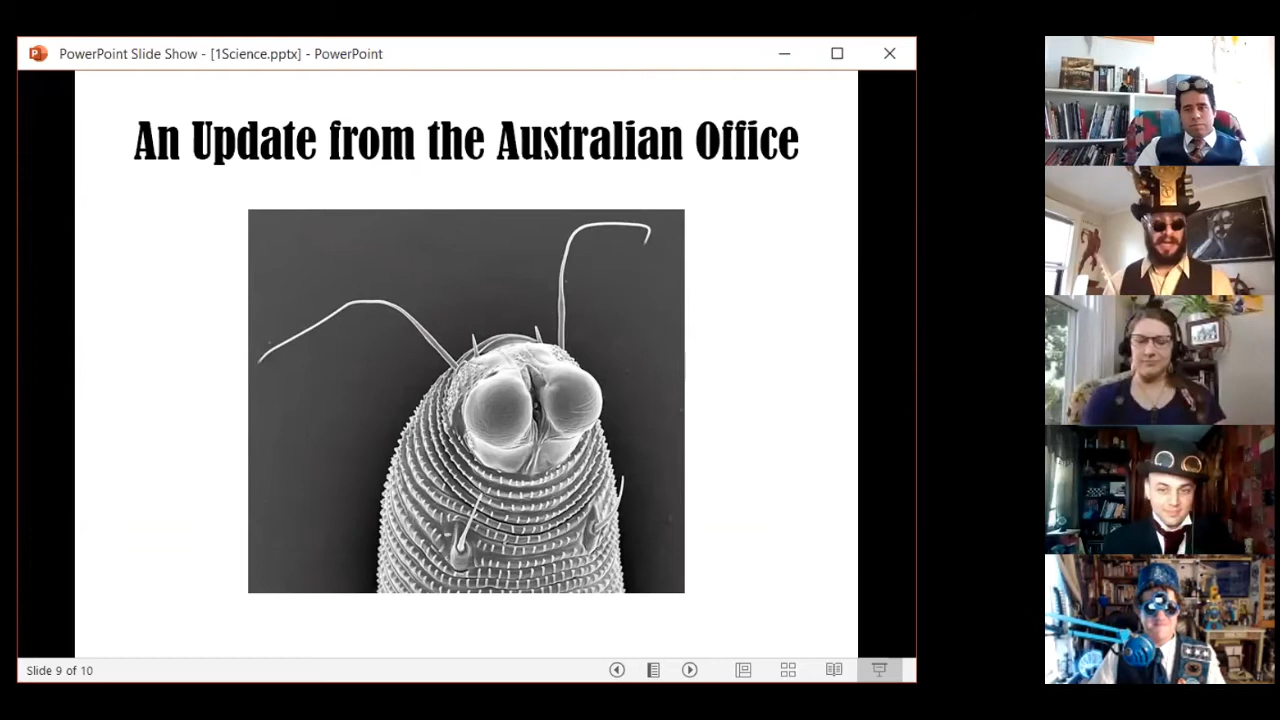 PowerPoint Slide Show - [1Science.pptx] - PowerPoint
An Update from the Australian Office
Slide 9 of 10